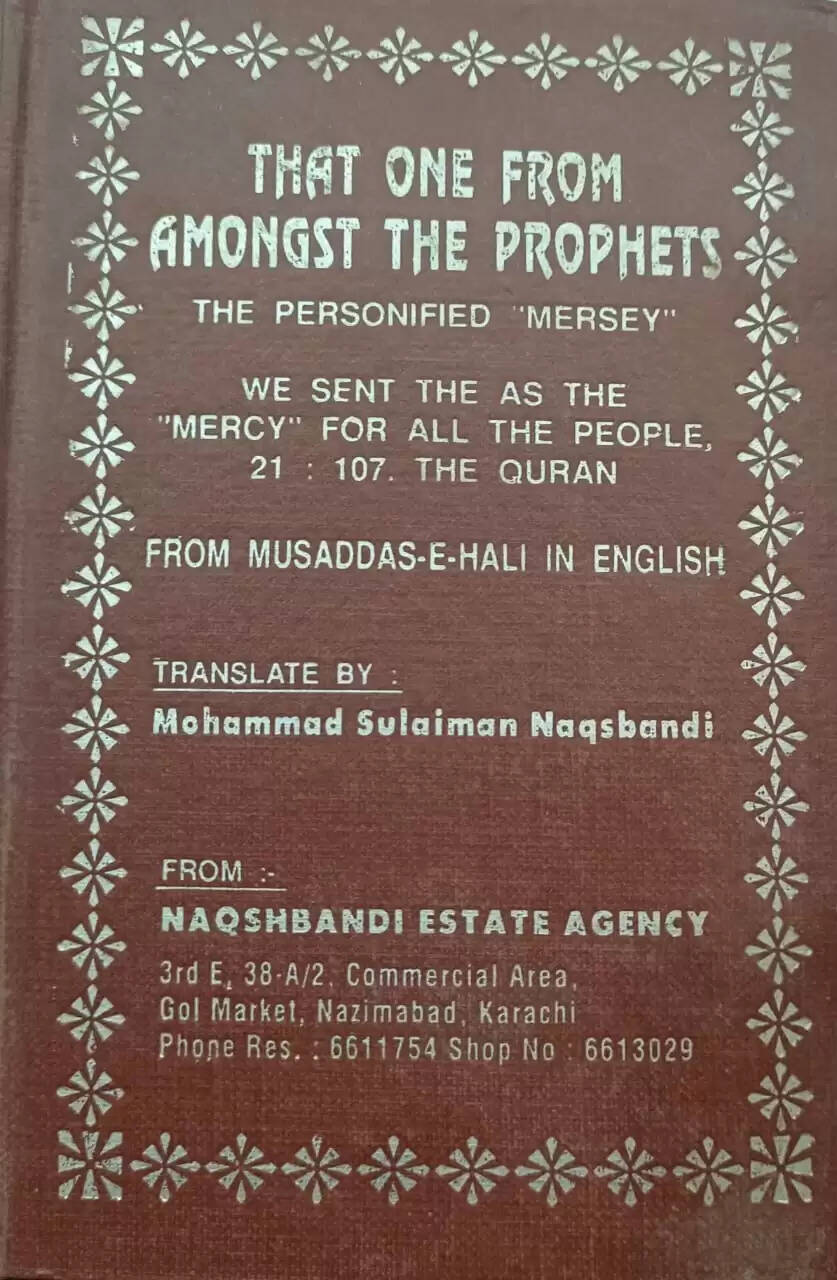 THAT ONE FROM
AMONGST THE PROPHETS
THE PERSONIFIED "MERSEY"
WE SENT THE AS THE
"MERCY" FOR ALL THE PEOPLE,
21 : 107. THE QURAN
FROM MUSADDAS-E-HALI IN ENGLISH
TRANSLATE BY :
Mohammad Sulaiman Naqsbandi
FROM :-
NAQSHBANDI ESTATE AGENCY
3rd E, 38-A/2, Commercial Area,
Gol Market, Nazimabad, Karachi
Phone Res. : 6611754 Shop No : 6613029